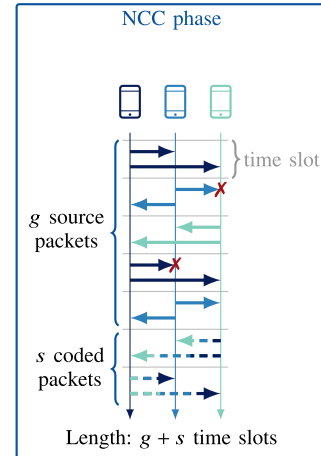 NCC phase
time slot
g source
packets
s coded
packets
Length: g + s time slots